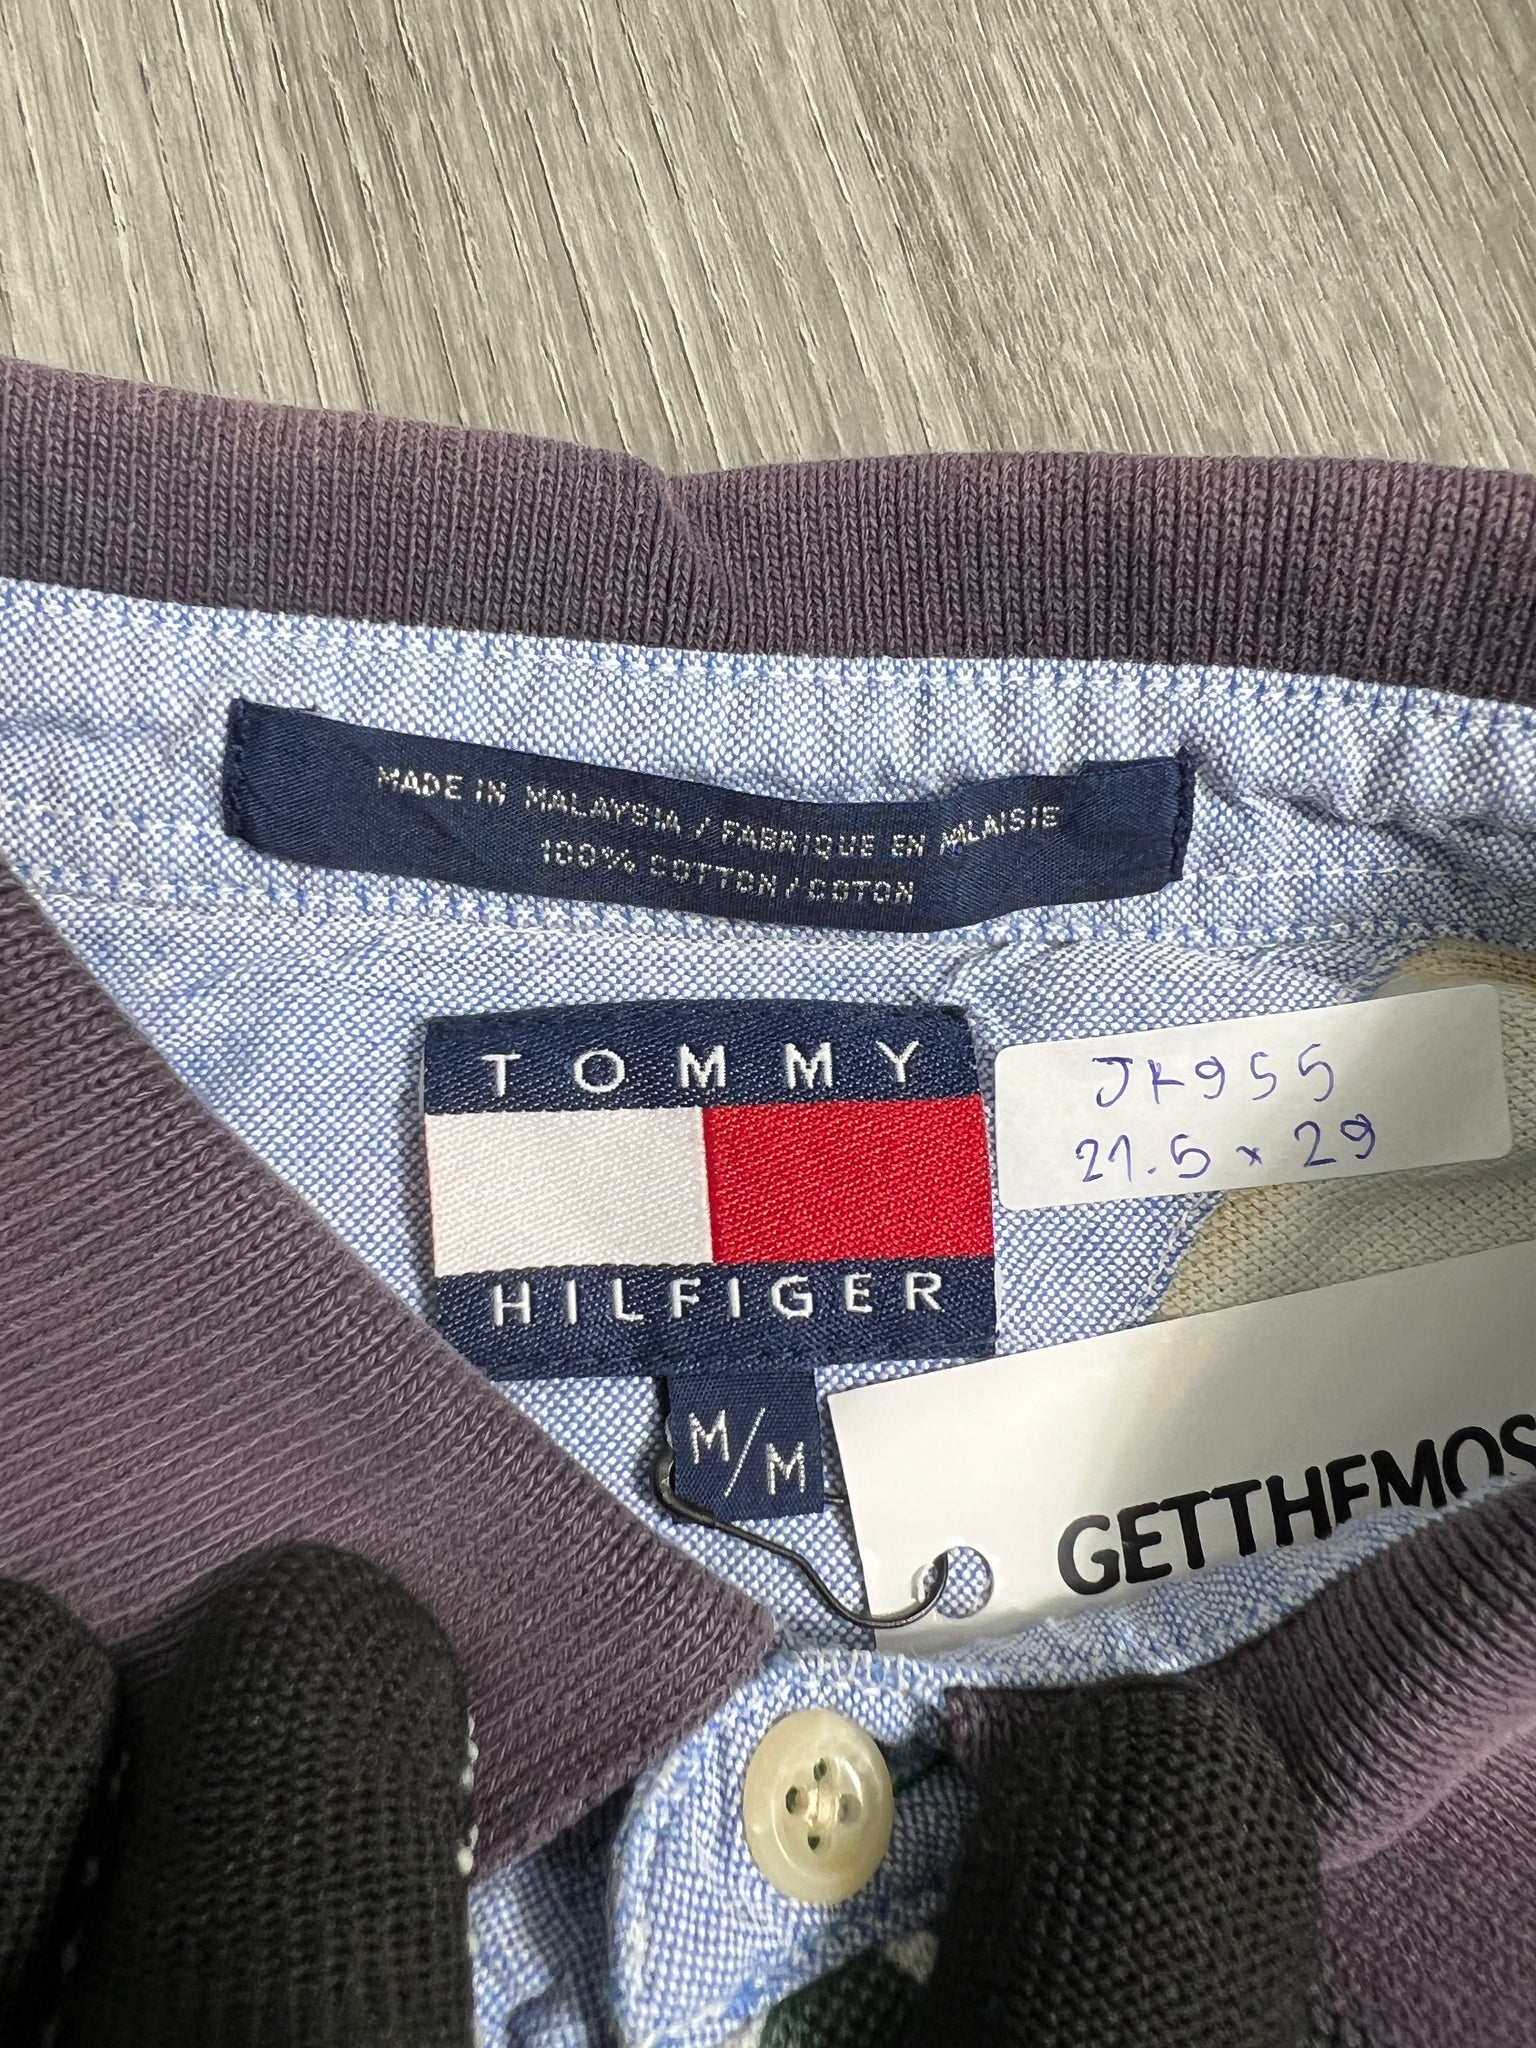 MADE IN MALAYSIA / FABRIQUE EN MALAISIE
100% COTTON / COTON
TOMMY
HILFIGER
M/M
JK955
21.5 x 29
GETTHEMOS